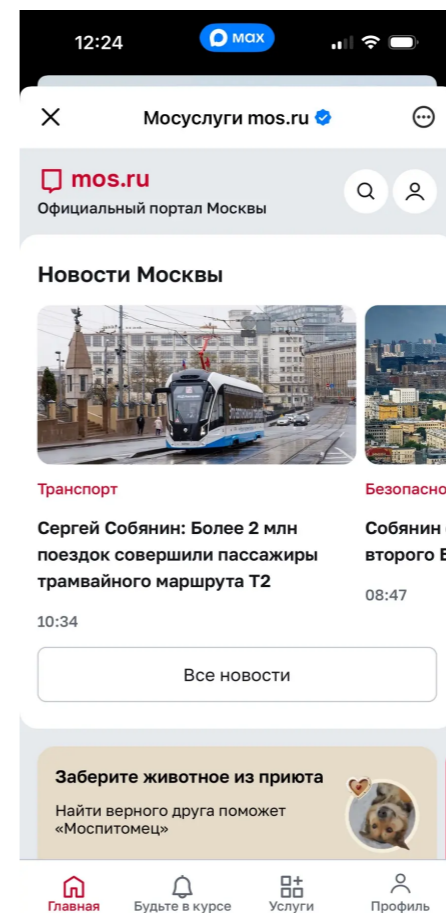 12:24
мах
Мосуслуги mos.ru
mos.ru
Официальный портал Москвы
Новости Москвы
Транспорт
Сергей Собянин: Более 2 млн
поездок совершили пассажиры
трамвайного маршрута Т2
10:34
Безопасно
Собянин
второго
08:47
Все новости
Заберите животное из приюта
Найти верного друга поможет
«Моспитомец»
Главная
Будьте в курсе
Услуги
Профиль